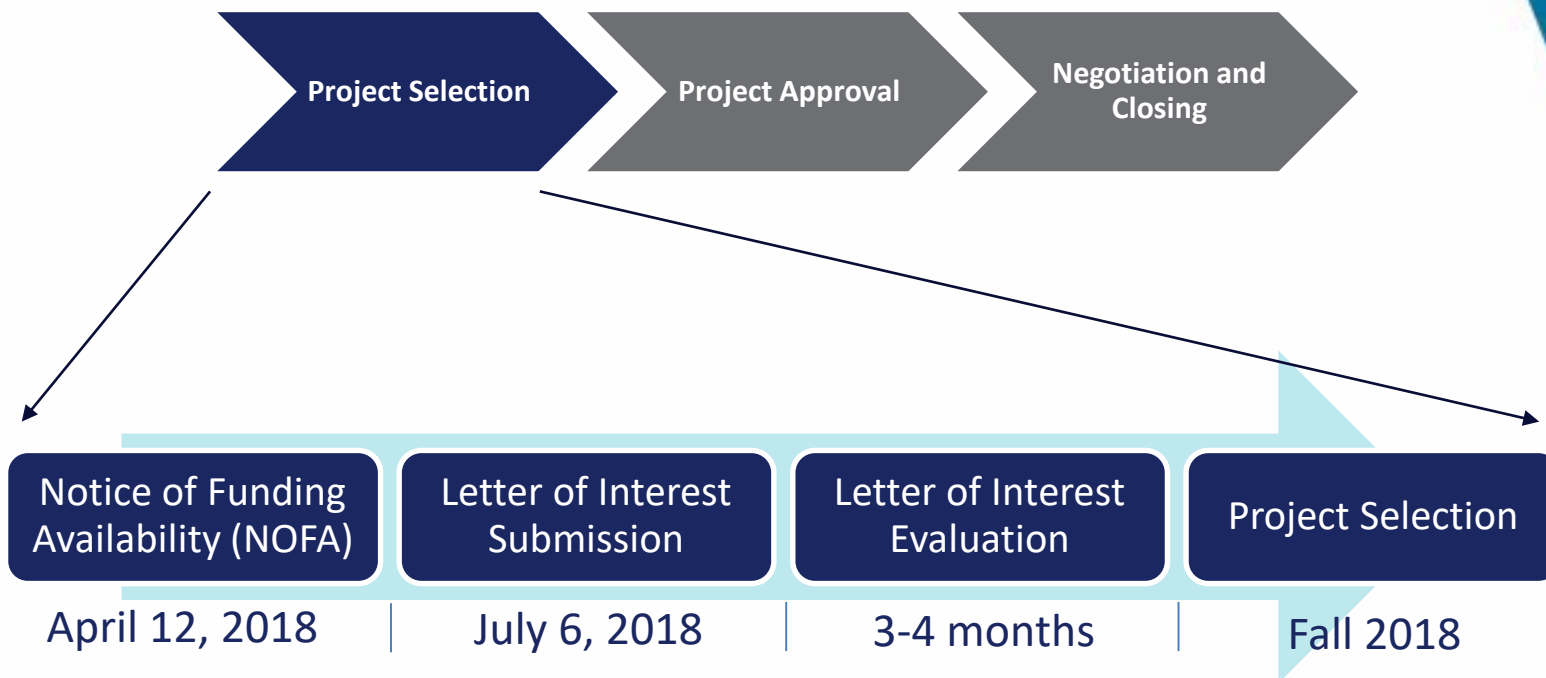 Project Selection
Project Approval
Negotiation and
Closing
Notice of Funding
Availability (NOFA)
Letter of Interest
Submission
Letter of Interest
Evaluation
Project Selection
April 12, 2018
July 6, 2018
3-4 months
Fall 2018